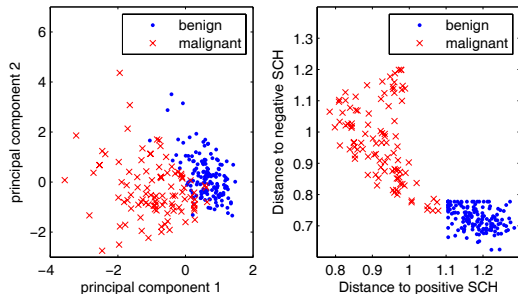 benign
malignant
6
4
2
0
−2
−4
−2
0
2
principal component 2
principal component 1
benign
malignant
1.4
1.3
1.2
1.1
1
0.9
0.8
0.7
0.8
0.9
1
1.1
1.2
Distance to negative SCH
Distance to positive SCH